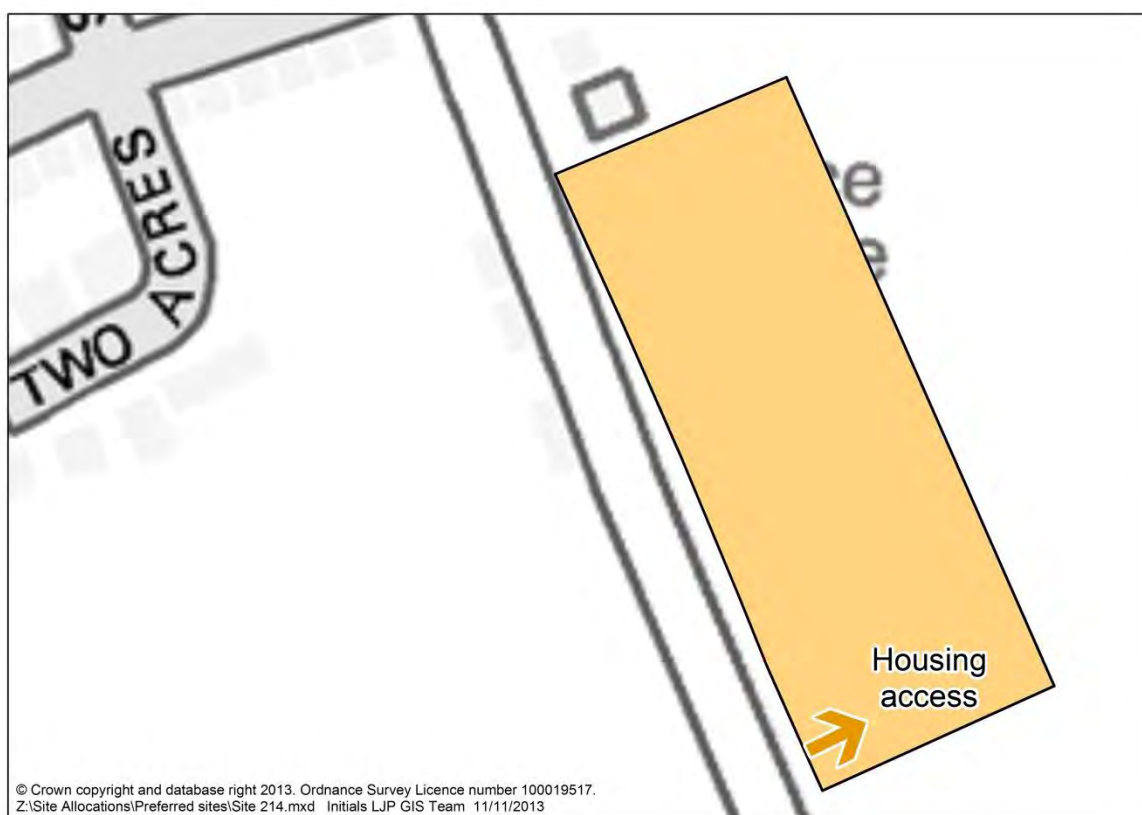 TWO ACRES
Housing
access
© Crown copyright and database right 2013. Ordnance Survey Licence number 100019517.
Z:\Site Allocations\Preferred sites\Site 214.mxd Initials LJP GIS Team 11/11/2013